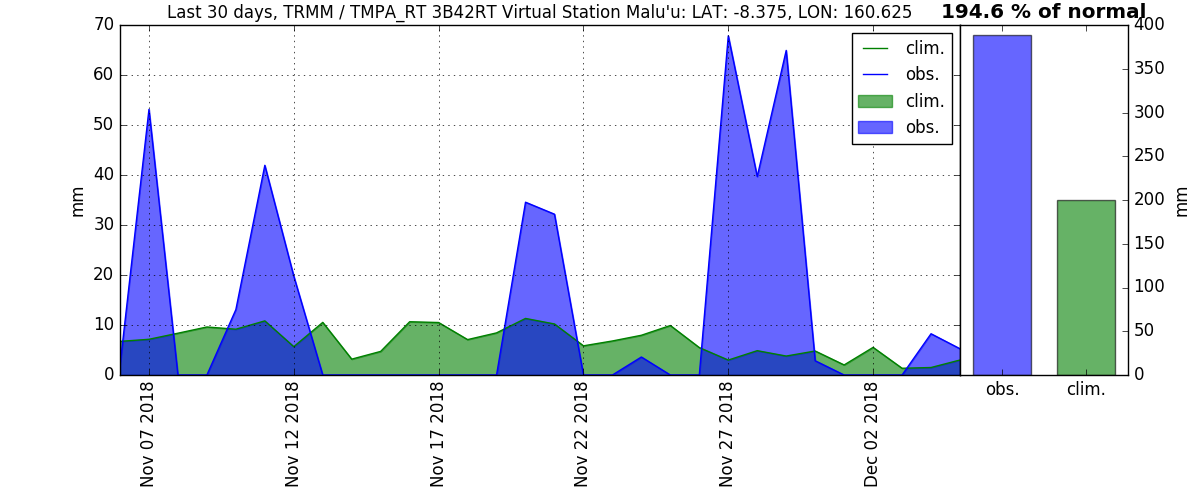 Last 30 days, TRMM / TMPA_RT 3B42RT Virtual Station Malu'u: LAT: -8.375, LON: 160.625
194.6 % of normal
70
60
50
40
30
20
10
0
mm
clim.
obs.
clim.
obs.
Nov 07 2018
Nov 12 2018
Nov 17 2018
Nov 22 2018
Nov 27 2018
Dec 02 2018
400
350
300
250
200
150
100
50
0
mm
obs.
clim.